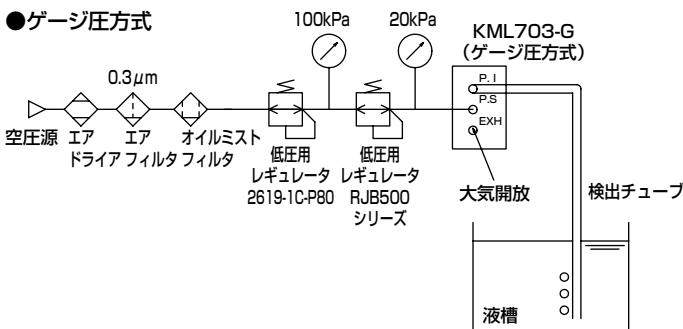 ●ゲージ圧方式
100kPa
20kPa
KML703-G
（ゲージ圧方式）
0.3μm
P. I
P.S
EXH
空圧源
エア
ドライア
エア
フィルタ
オイルミスト
フィルタ
低圧用
レギュレータ
2619-1C-P80
低圧用
レギュレータ
RJB500
シリーズ
大気開放
検出チューブ
液槽